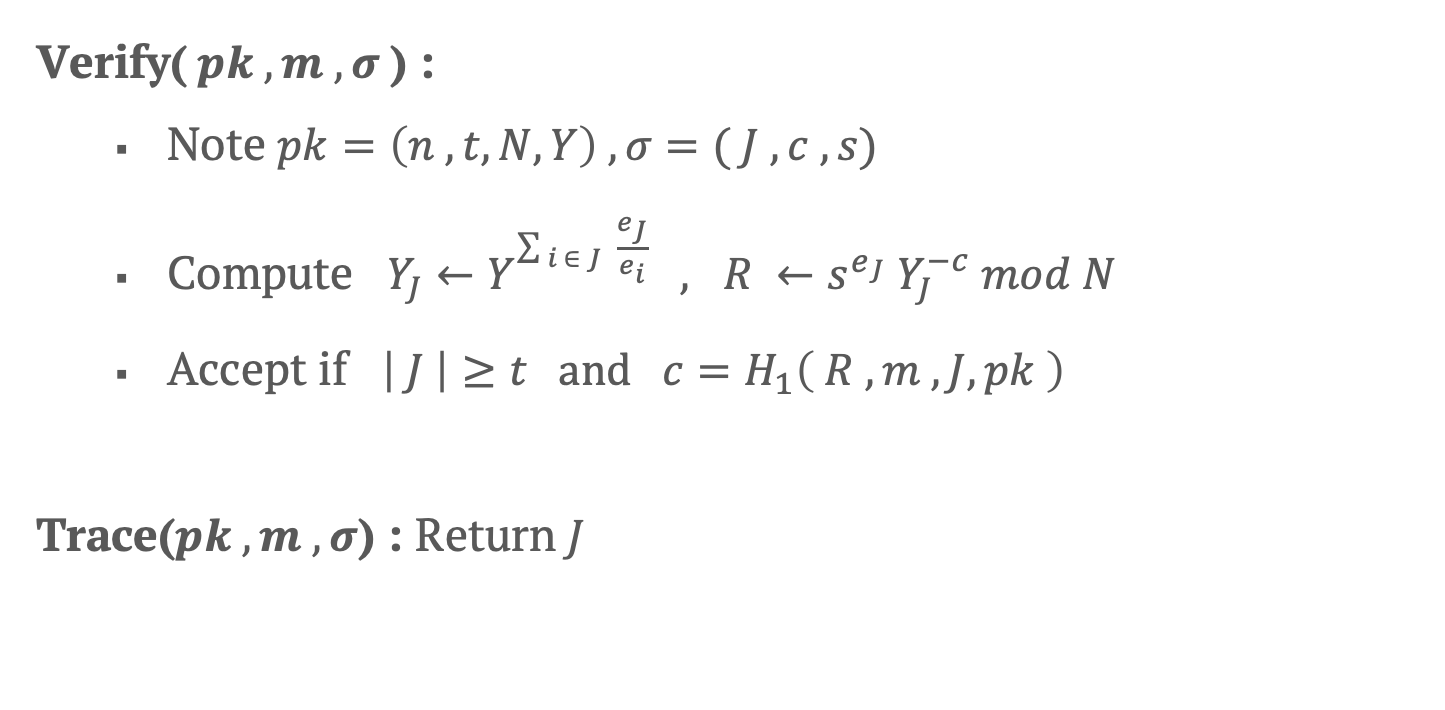 Verify( pk , m , σ ) :
▪ Note pk = (n , t, N, Y) , σ = ( J , c , s)
▪ Compute Y_J ← Y^{∑_{i ∈ J} \frac{e_J}{e_i}} , R ← s^{e_J} Y_J^{−c} mod N
▪ Accept if | J | ≥ t and c = H_1( R , m , J, pk )
Trace(pk , m , σ) : Return J